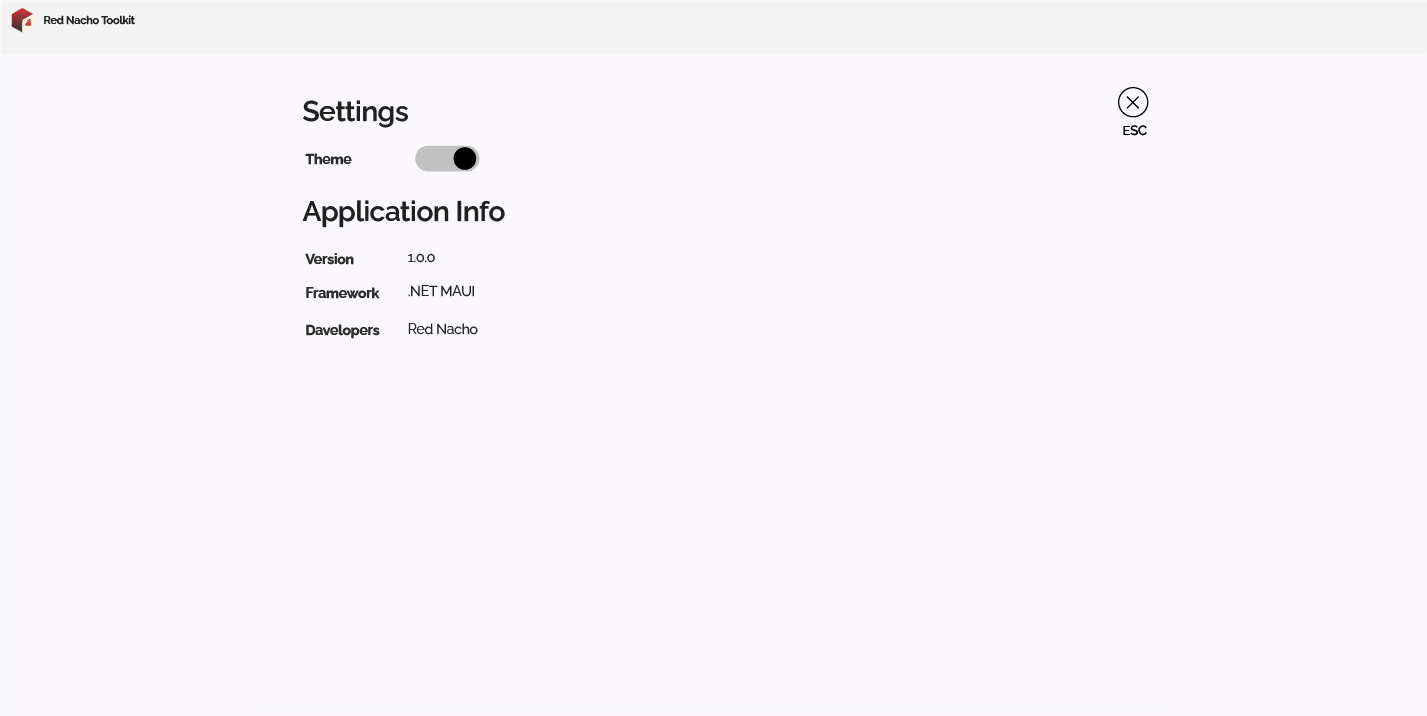 Red Nacho Toolkit
Settings
ESC
Theme
Application Info
Version 1.0.0
Framework .NET MAUI
Davelopers Red Nacho